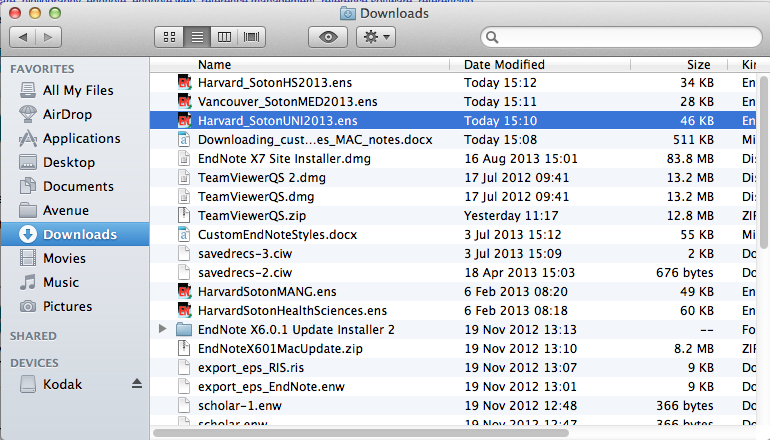 Downloads
FAVORITES
All My Files
AirDrop
Applications
Desktop
Documents
Avenue
Downloads
Movies
Music
Pictures
SHARED
DEVICES
Kodak
Name Date Modified Size
Harvard_SotonHS2013.ens Today 15:12 34 KB En
Vancouver_SotonMED2013.ens Today 15:11 28 KB En
Harvard_SotonUNI2013.ens Today 15:10 46 KB En
Downloading_cust...es_MAC_notes.docx Today 15:08 511 KB Mi
EndNote X7 Site Installer.dmg 16 Aug 2013 15:01 83.8 MB Dis
TeamViewerQS 2.dmg 17 Jul 2012 09:41 13.2 MB Dis
TeamViewerQS.dmg 17 Jul 2012 09:41 13.2 MB Dis
TeamViewerQS.zip Yesterday 11:17 12.8 MB ZIP
CustomEndNoteStyles.docx 3 Jul 2013 15:12 55 KB Mi
savedrecs-3.ciw 3 Jul 2013 15:09 2 KB Do
savedrecs-2.ciw 18 Apr 2013 15:03 676 bytes Do
HarvardSotonMANG.ens 6 Feb 2013 08:20 49 KB En
HarvardSotonHealthSciences.ens 6 Feb 2013 08:18 60 KB En
EndNote X6.0.1 Update Installer 2 19 Nov 2012 13:13 -- Fo
EndNoteX601MacUpdate.zip 19 Nov 2012 13:10 8.2 MB ZIP
export_eps_RIS.ris 19 Nov 2012 13:07 9 KB Do
export_eps_EndNote.enw 19 Nov 2012 13:01 9 KB Do
scholar-1.enw 19 Nov 2012 12:48 366 bytes Do
scholar.enw 19 Nov 2012 12:47 366 bytes Do